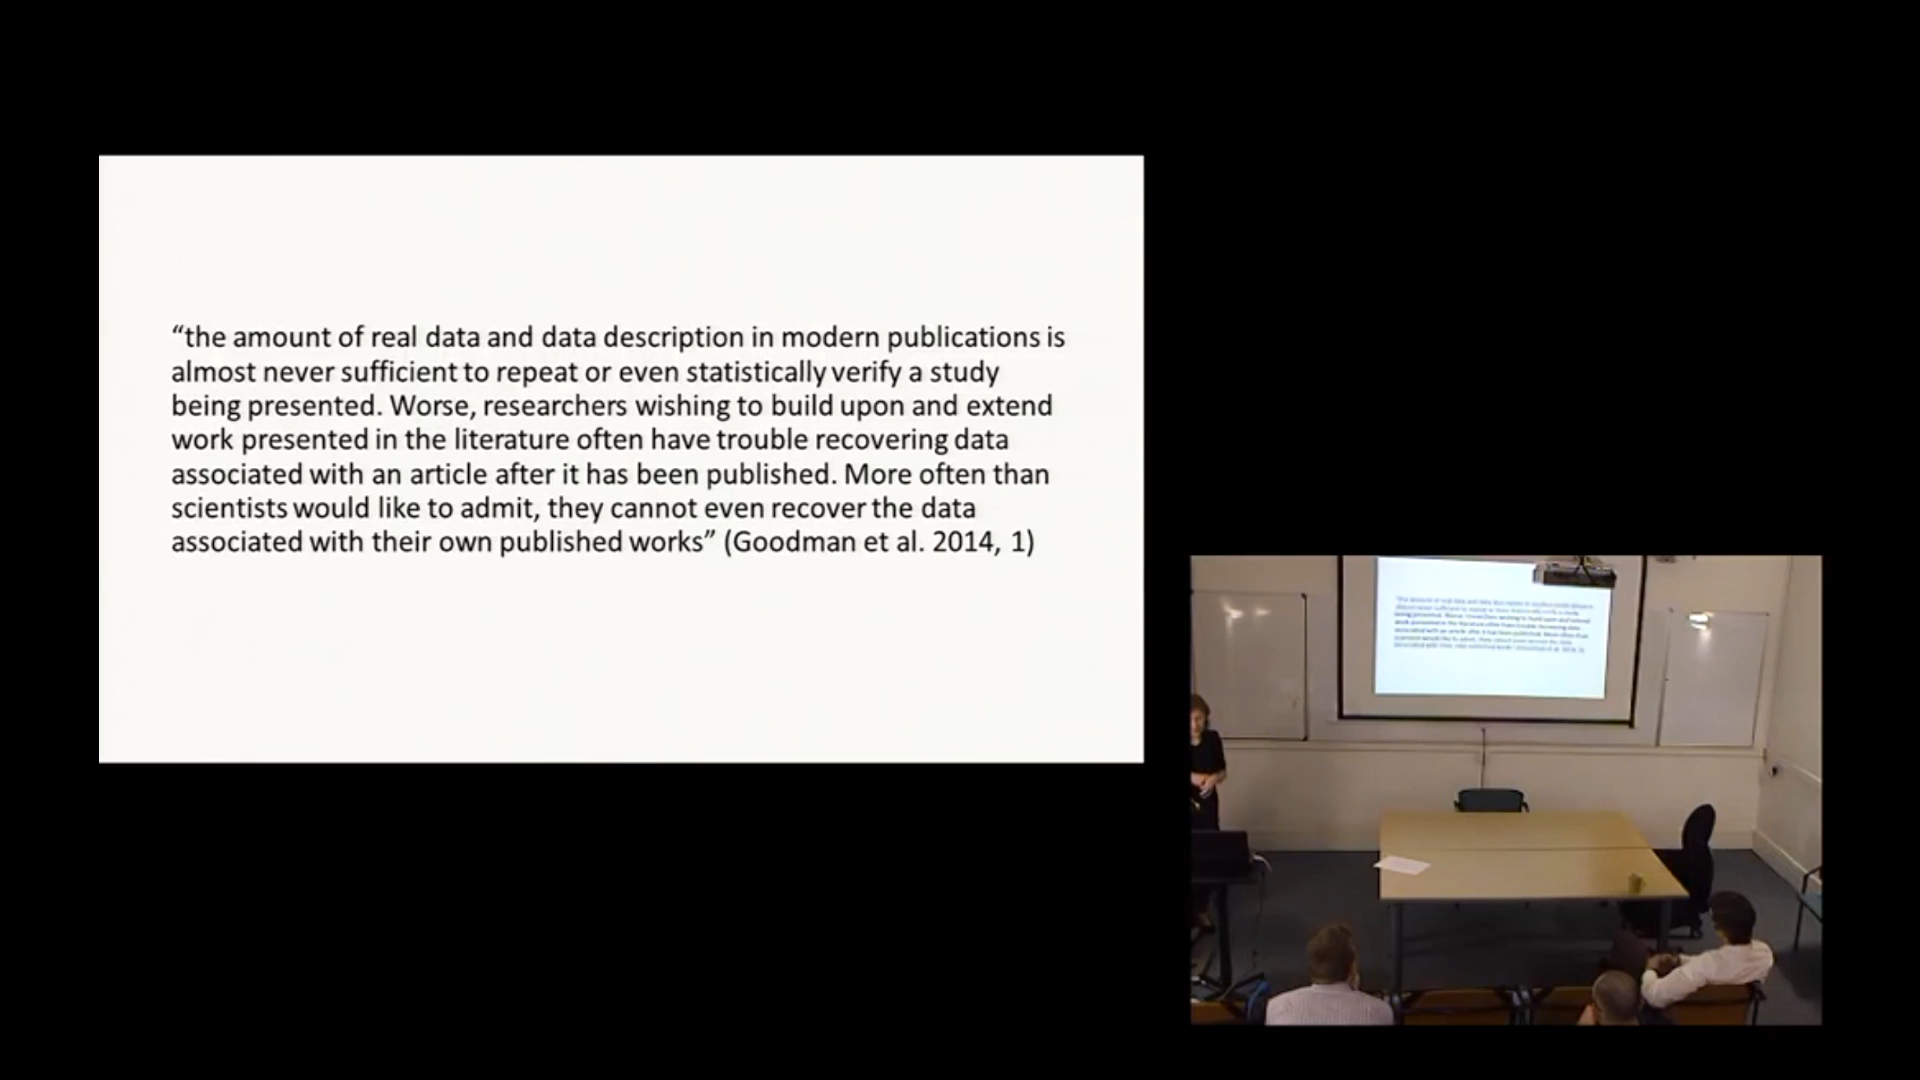 “the amount of real data and data description in modern publications is
almost never sufficient to repeat or even statistically verify a study
being presented. Worse, researchers wishing to build upon and extend
work presented in the literature often have trouble recovering data
associated with an article after it has been published. More often than
scientists would like to admit, they cannot even recover the data
associated with their own published works” (Goodman et al. 2014, 1)